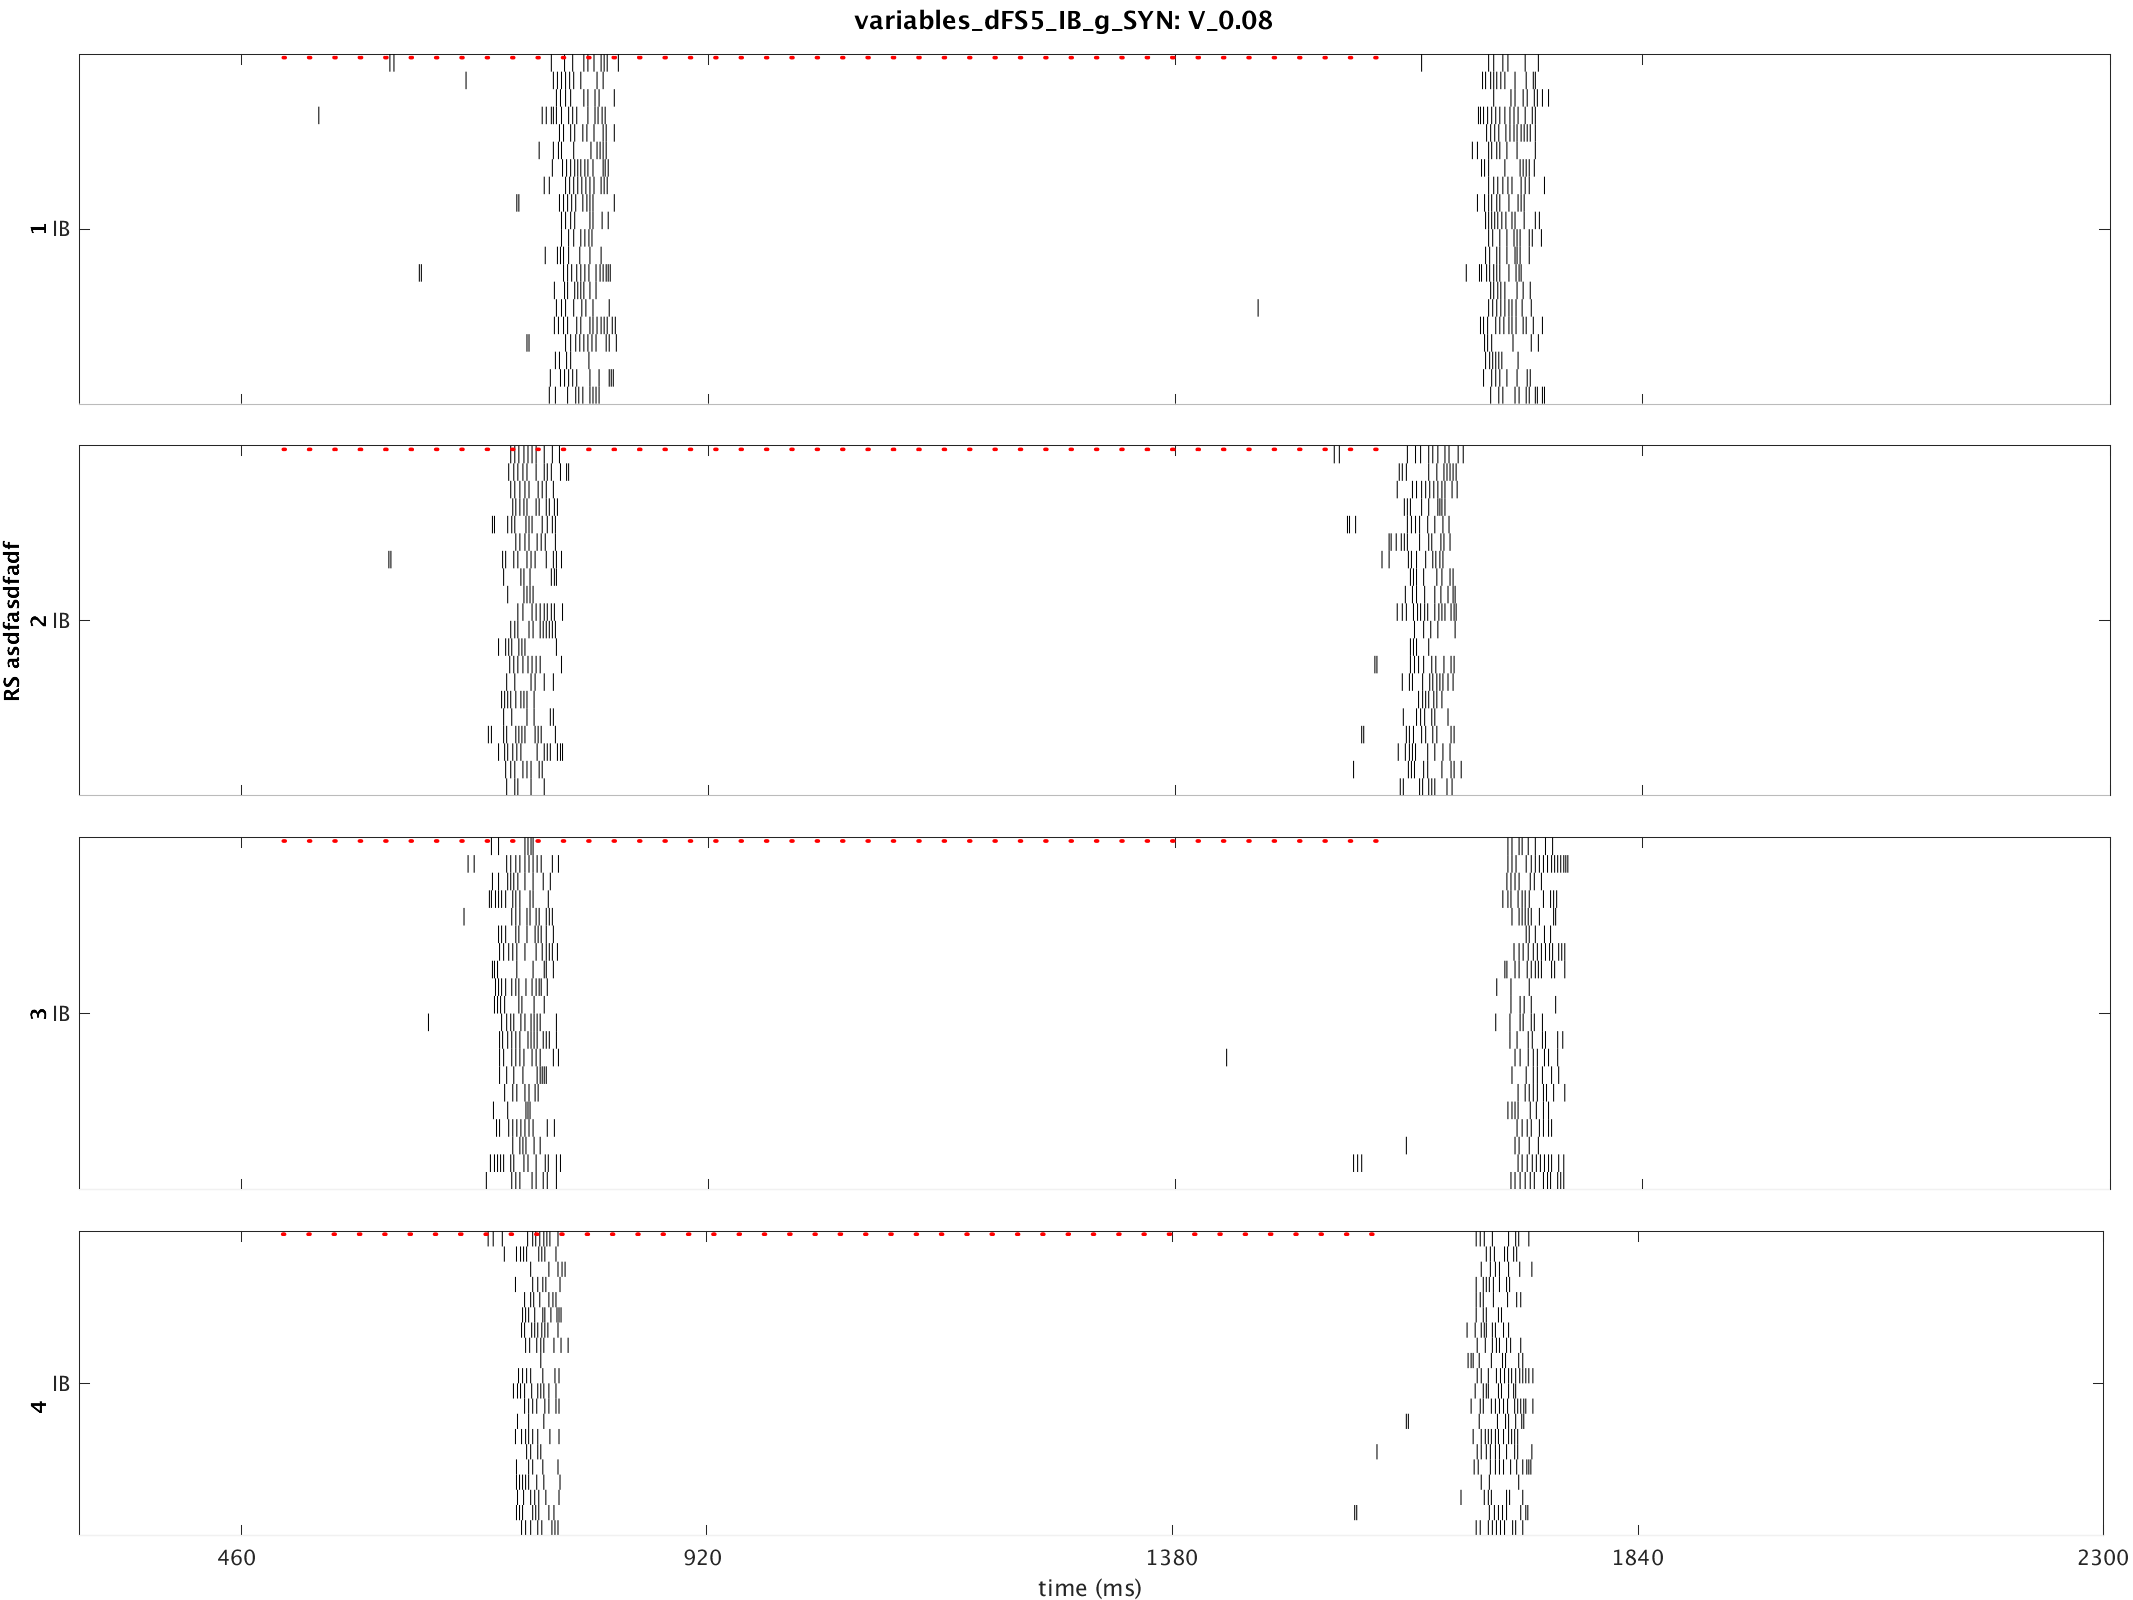 variables_dFS5_IB_g_SYN: V_0.08
RS asdfasdfadf
1 IB
2 IB
3 IB
4 IB
460 920 1380 1840 2300
time (ms)